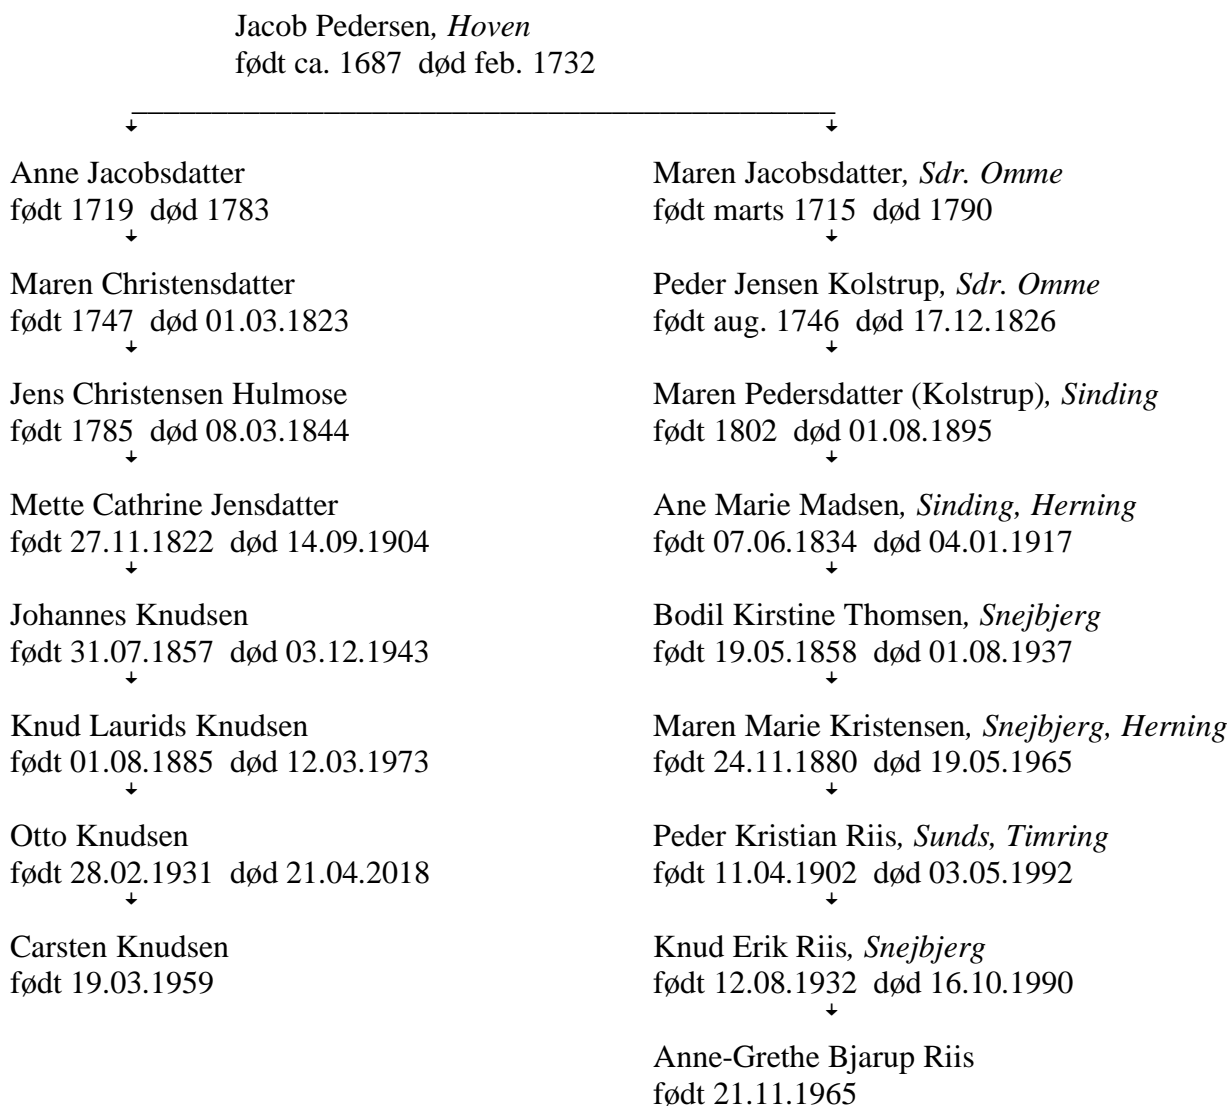 Jacob Pedersen, Hoven
født ca. 1687 død feb. 1732
Anne Jacobsdatter
født 1719 død 1783
Maren Jacobsdatter, Sdr. Omme
født marts 1715 død 1790
Maren Christensdatter
født 1747 død 01.03.1823
Peder Jensen Kolstrup, Sdr. Omme
født aug. 1746 død 17.12.1826
Jens Christensen Hulmose
født 1785 død 08.03.1844
Maren Pedersdatter (Kolstrup), Sinding
født 1802 død 01.08.1895
Mette Cathrine Jensdatter
født 27.11.1822 død 14.09.1904
Ane Marie Madsen, Sinding, Herning
født 07.06.1834 død 04.01.1917
Johannes Knudsen
født 31.07.1857 død 03.12.1943
Bodil Kirstine Thomsen, Snejbjerg
født 19.05.1858 død 01.08.1937
Knud Laurids Knudsen
født 01.08.1885 død 12.03.1973
Maren Marie Kristensen, Snejbjerg, Herning
født 24.11.1880 død 19.05.1965
Otto Knudsen
født 28.02.1931 død 21.04.2018
Peder Kristian Riis, Sunds, Timring
født 11.04.1902 død 03.05.1992
Carsten Knudsen
født 19.03.1959
Knud Erik Riis, Snejbjerg
født 12.08.1932 død 16.10.1990
Anne-Grethe Bjarup Riis
født 21.11.1965